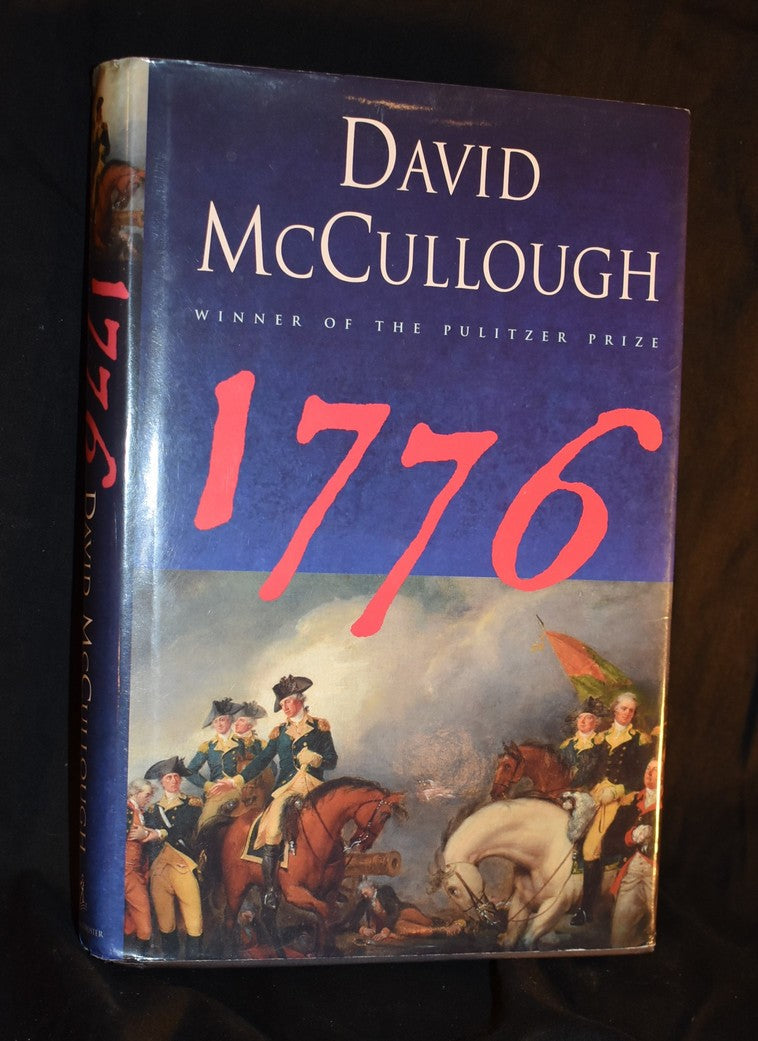 DAVID
MCCULLOUGH
WINNER OF THE PULITZER PRIZE
1776
1776 DAVID MCCULLOUGH